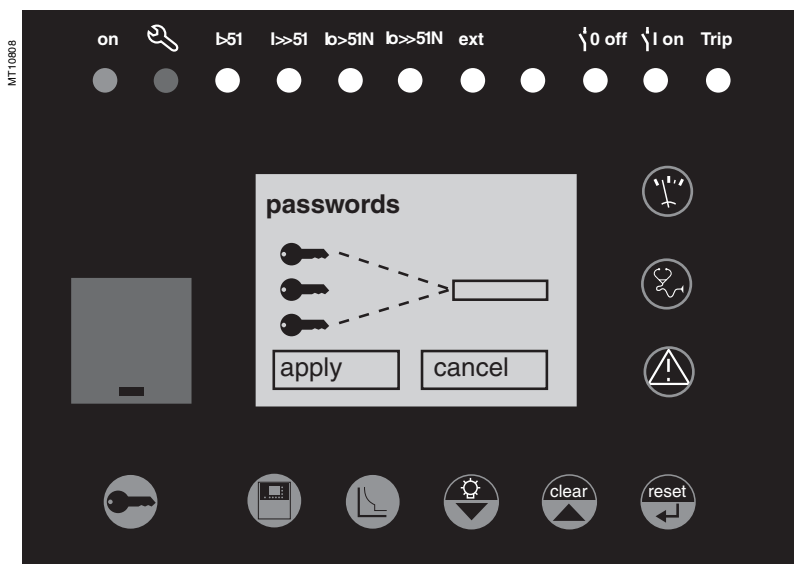 MT10808
on I>51 I>>51 Io>51N Io>>51N ext 0 off I on Trip
passwords
apply cancel
clear reset